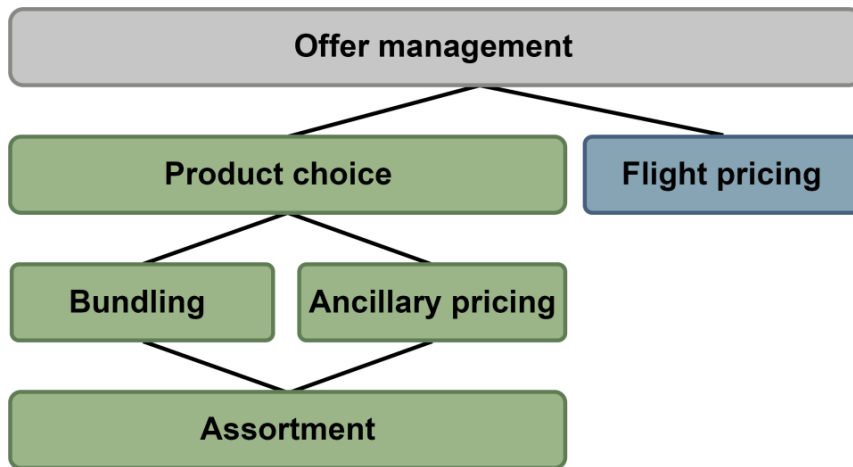 Offer management
Product choice
Flight pricing
Bundling
Ancillary pricing
Assortment